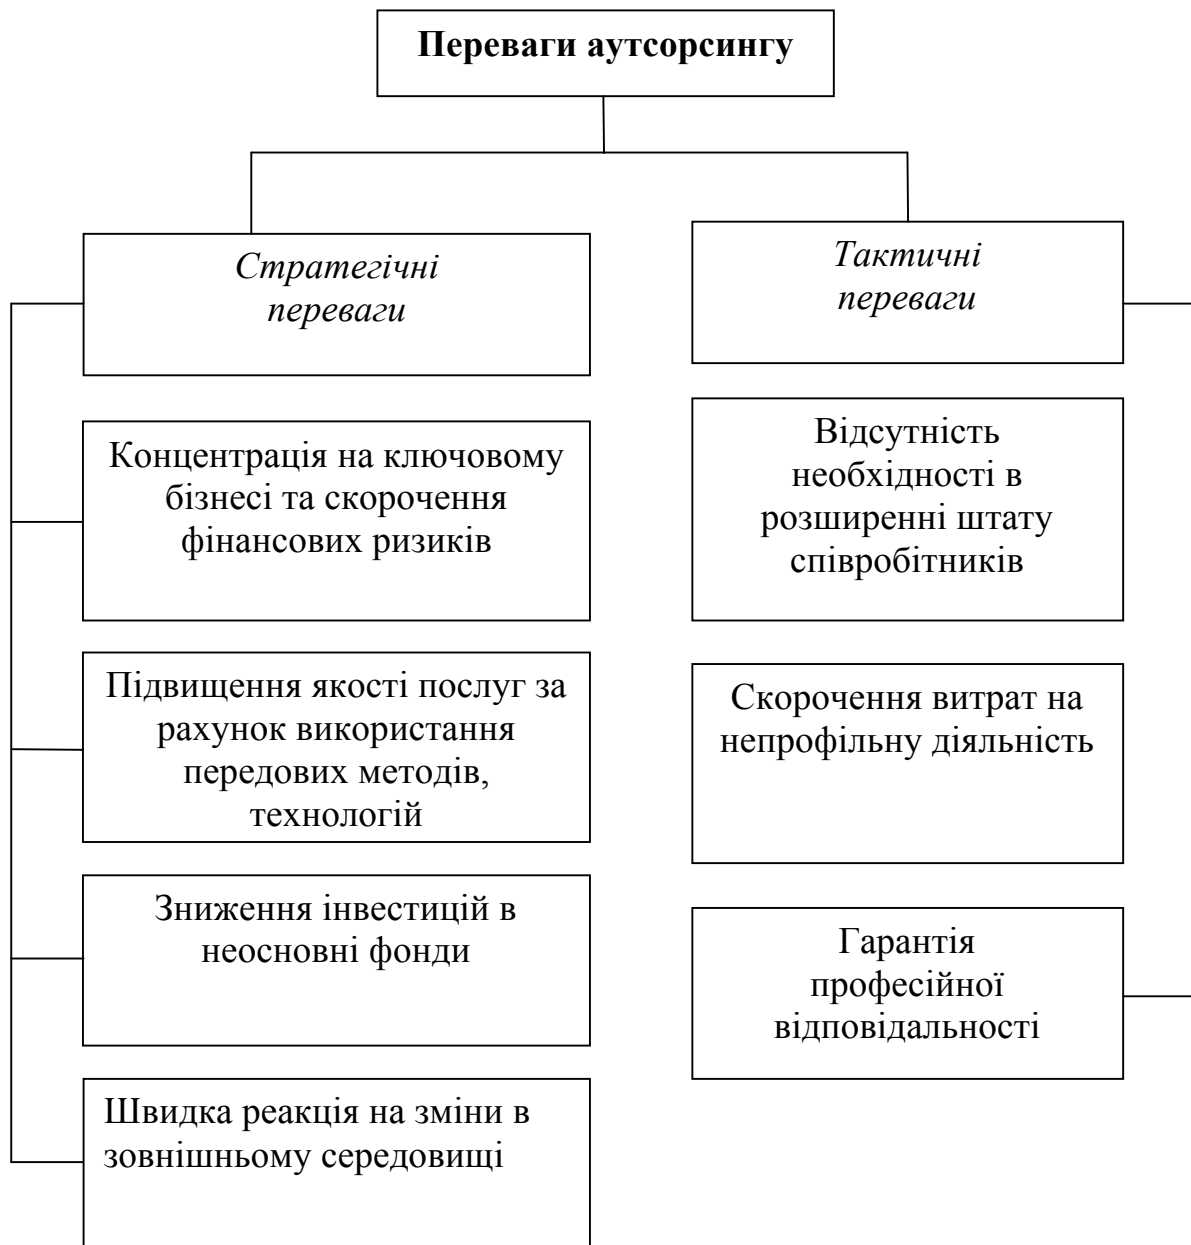 Переваги аутсорсингу
Стратегічні
переваги
Концентрація на ключовому
бізнесі та скорочення
фінансових ризиків
Підвищення якості послуг за
рахунок використання
передових методів,
технологій
Зниження інвестицій в
неосновні фонди
Швидка реакція на зміни в
зовнішньому середовищі
Тактичні
переваги
Відсутність
необхідності в
розширенні штату
співробітників
Скорочення витрат на
непрофільну діяльність
Гарантія
професійної
відповідальності